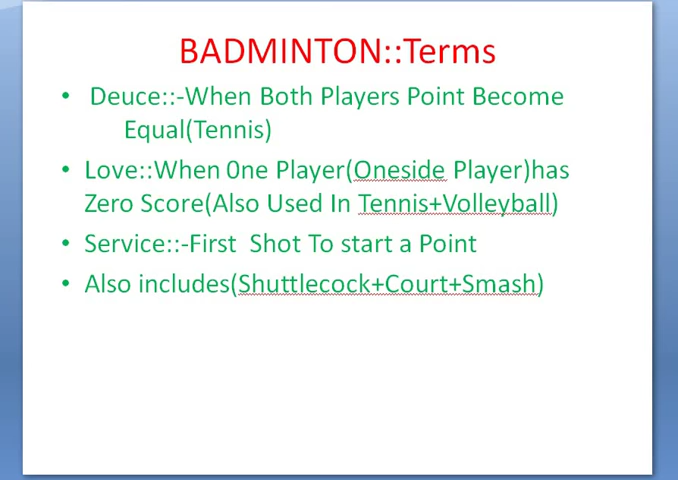 BADMINTON::Terms
• Deuce::-When Both Players Point Become
Equal(Tennis)
• Love::When 0ne Player(Oneside Player)has
Zero Score(Also Used In Tennis+Volleyball)
• Service::-First  Shot To start a Point
• Also includes(Shuttlecock+Court+Smash)